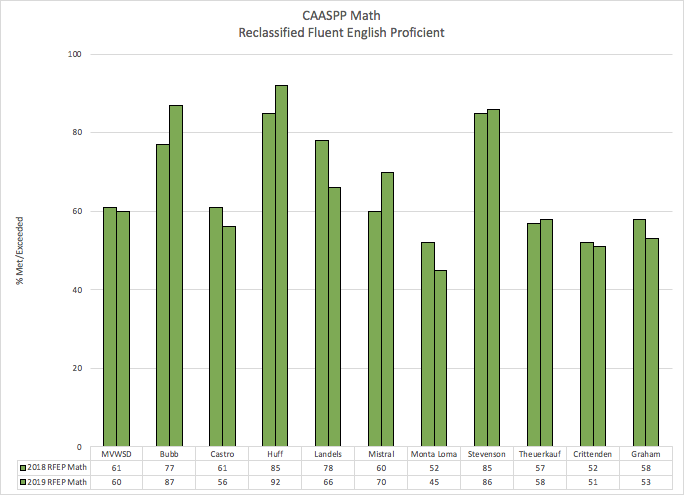 CAASPP Math
Reclassified Fluent English Proficient
100
80
60
40
20
0
% Met/Exceeded
MVWSD Bubb Castro Huff Landels Mistral Monta Loma Stevenson Theuerkauf Crittenden Graham
2018 RFEP Math 61 77 61 85 78 60 52 85 57 52 58
2019 RFEP Math 60 87 56 92 66 70 45 86 58 51 53